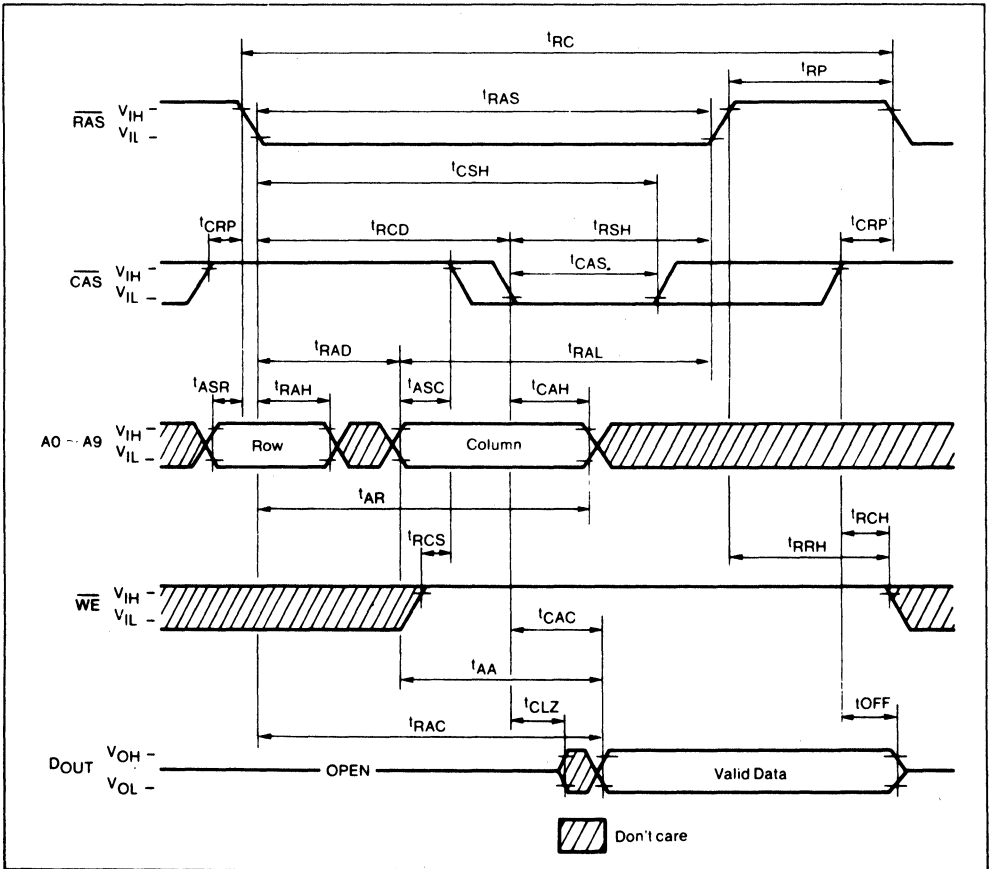 tRC
tRP
tRAS
RAS VIH
VIL
tCSH
tCRP tRCD tRSH tCRP
tCAS
CAS VIH
VIL
tRAD tRAL
tASR tRAH tASC tCAH
A0 ~ A9 VIH
VIL
Row Column
tAR
tRCS tRCH
tRRH
WE VIH
VIL
tCAC
tAA
tCLZ tOFF
tRAC
DOUT VOH
VOL
OPEN Valid Data
Don't care